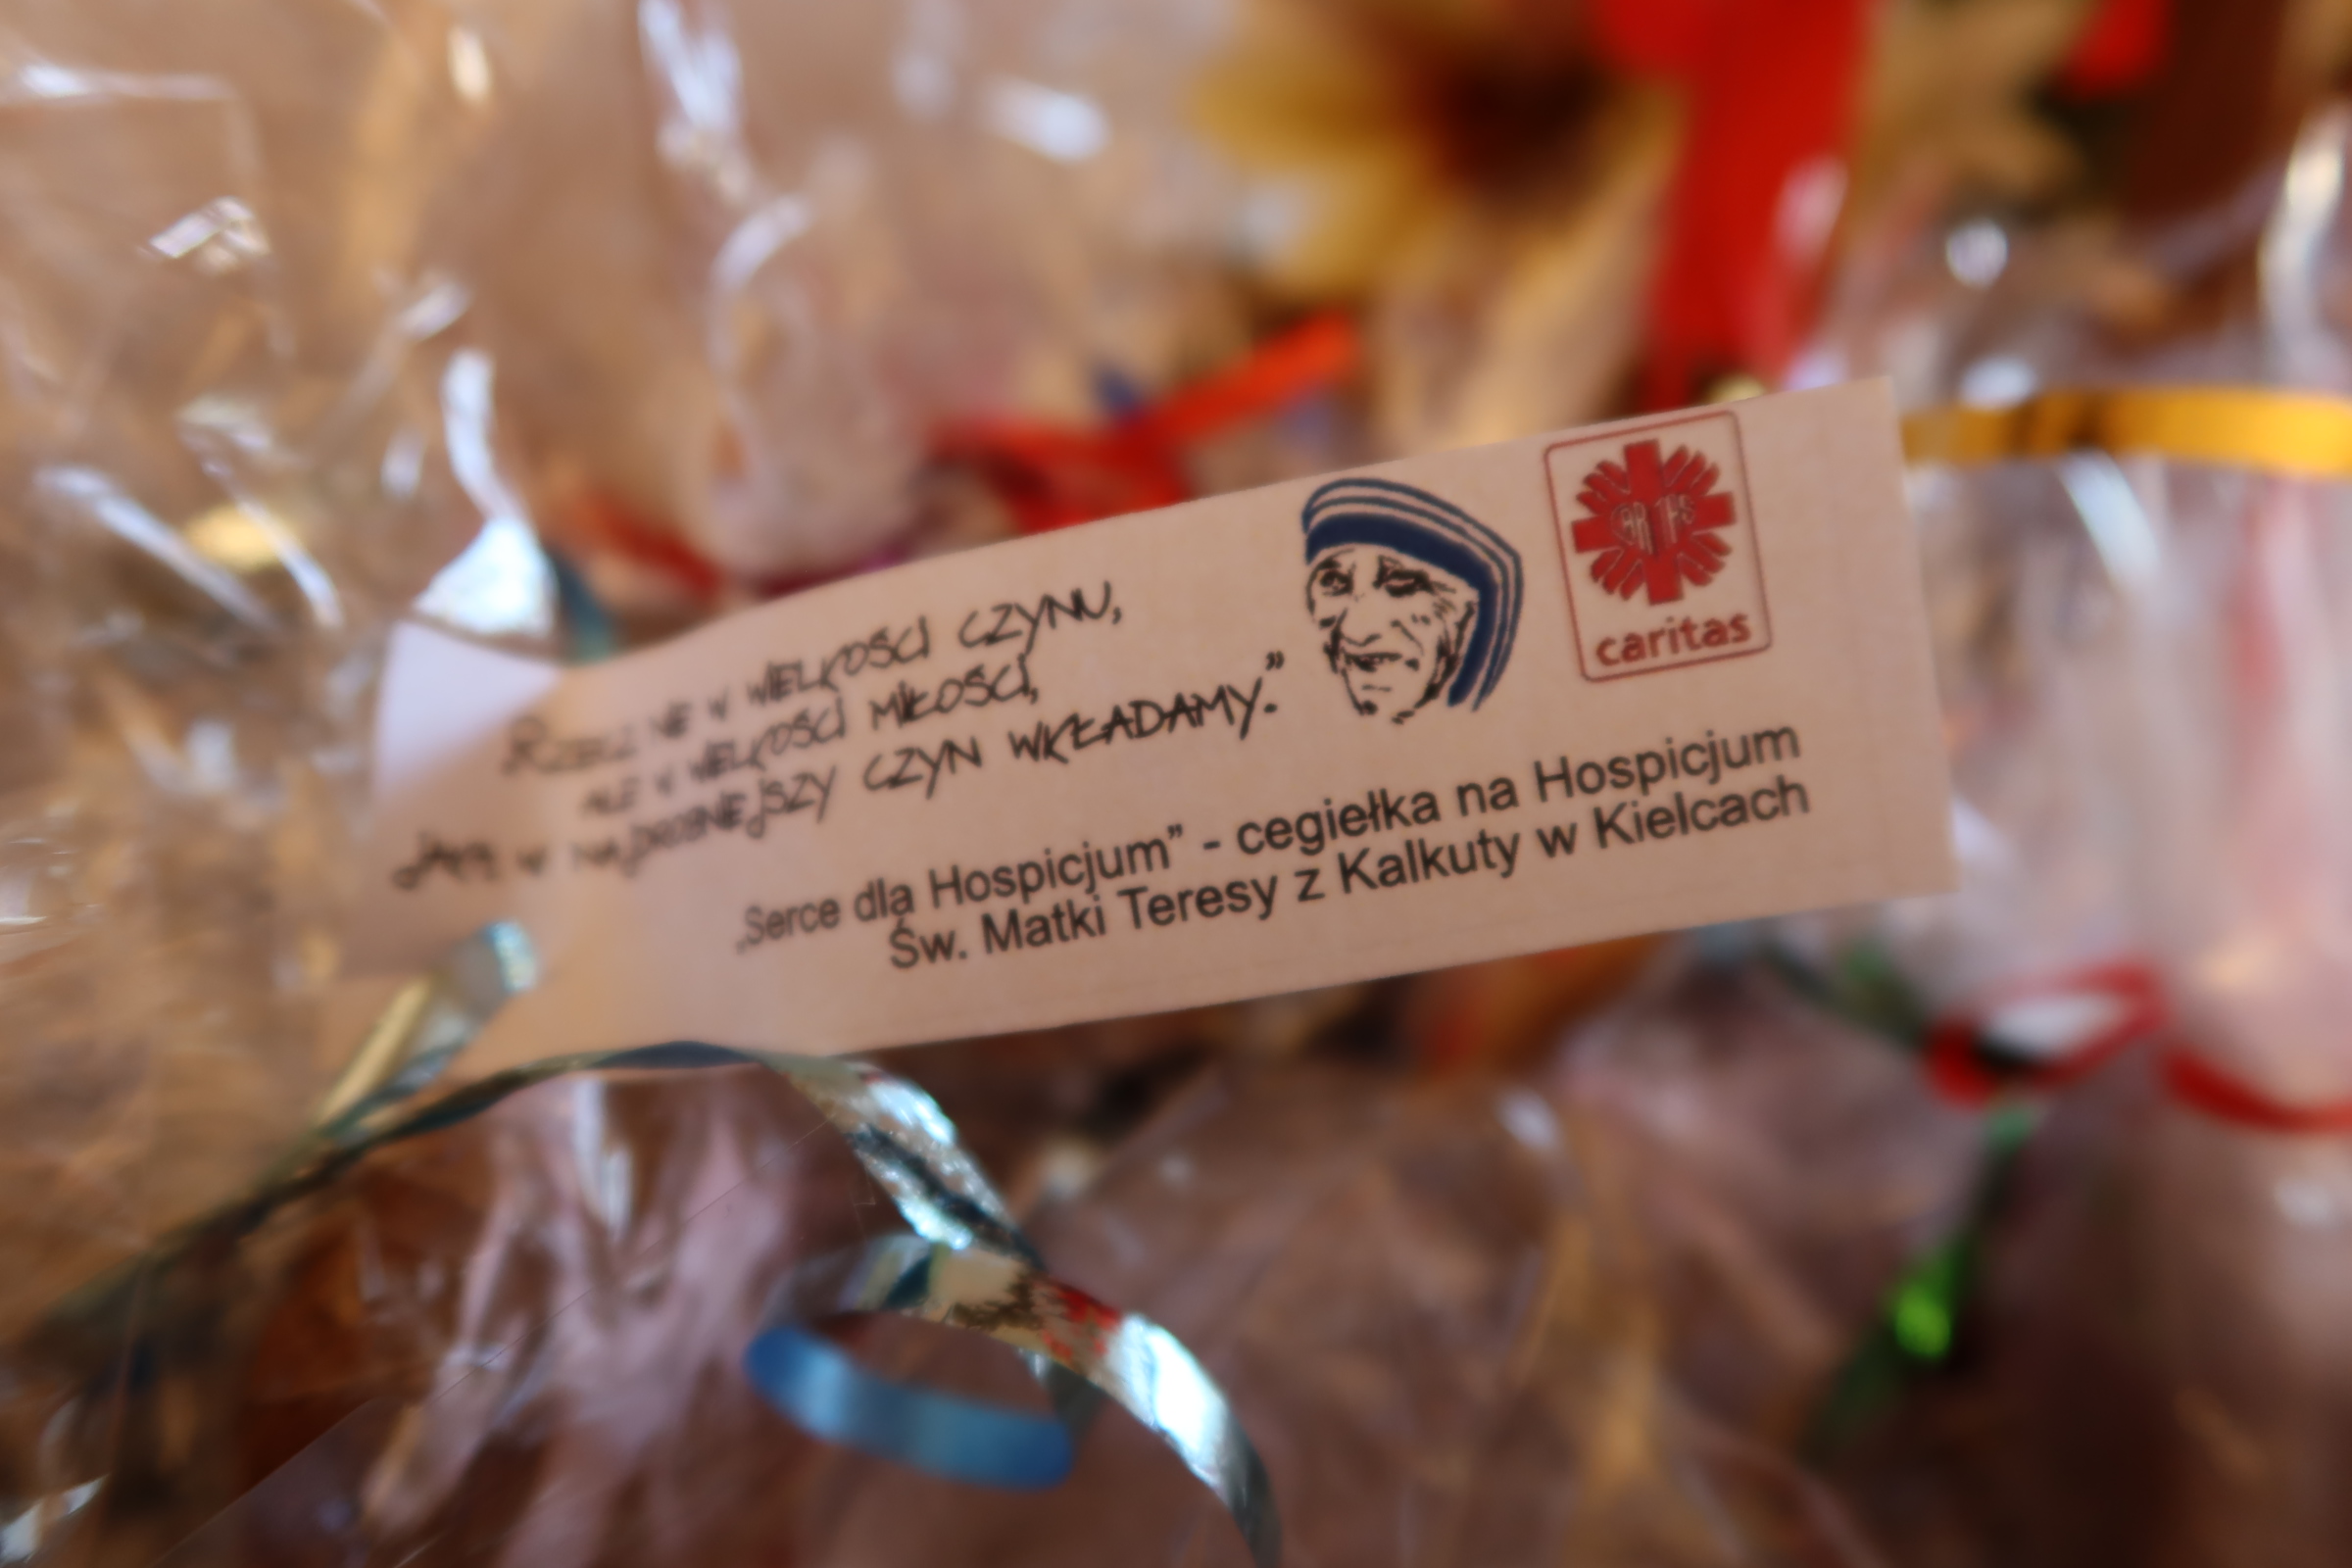 Rzecz nie w wielkości czynu,
ale w wielkości miłości,
jaką w najdrobniejszy czyn wkładamy.”
CARITAS
caritas
„Serce dla Hospicjum” - cegiełka na Hospicjum
Św. Matki Teresy z Kalkuty w Kielcach